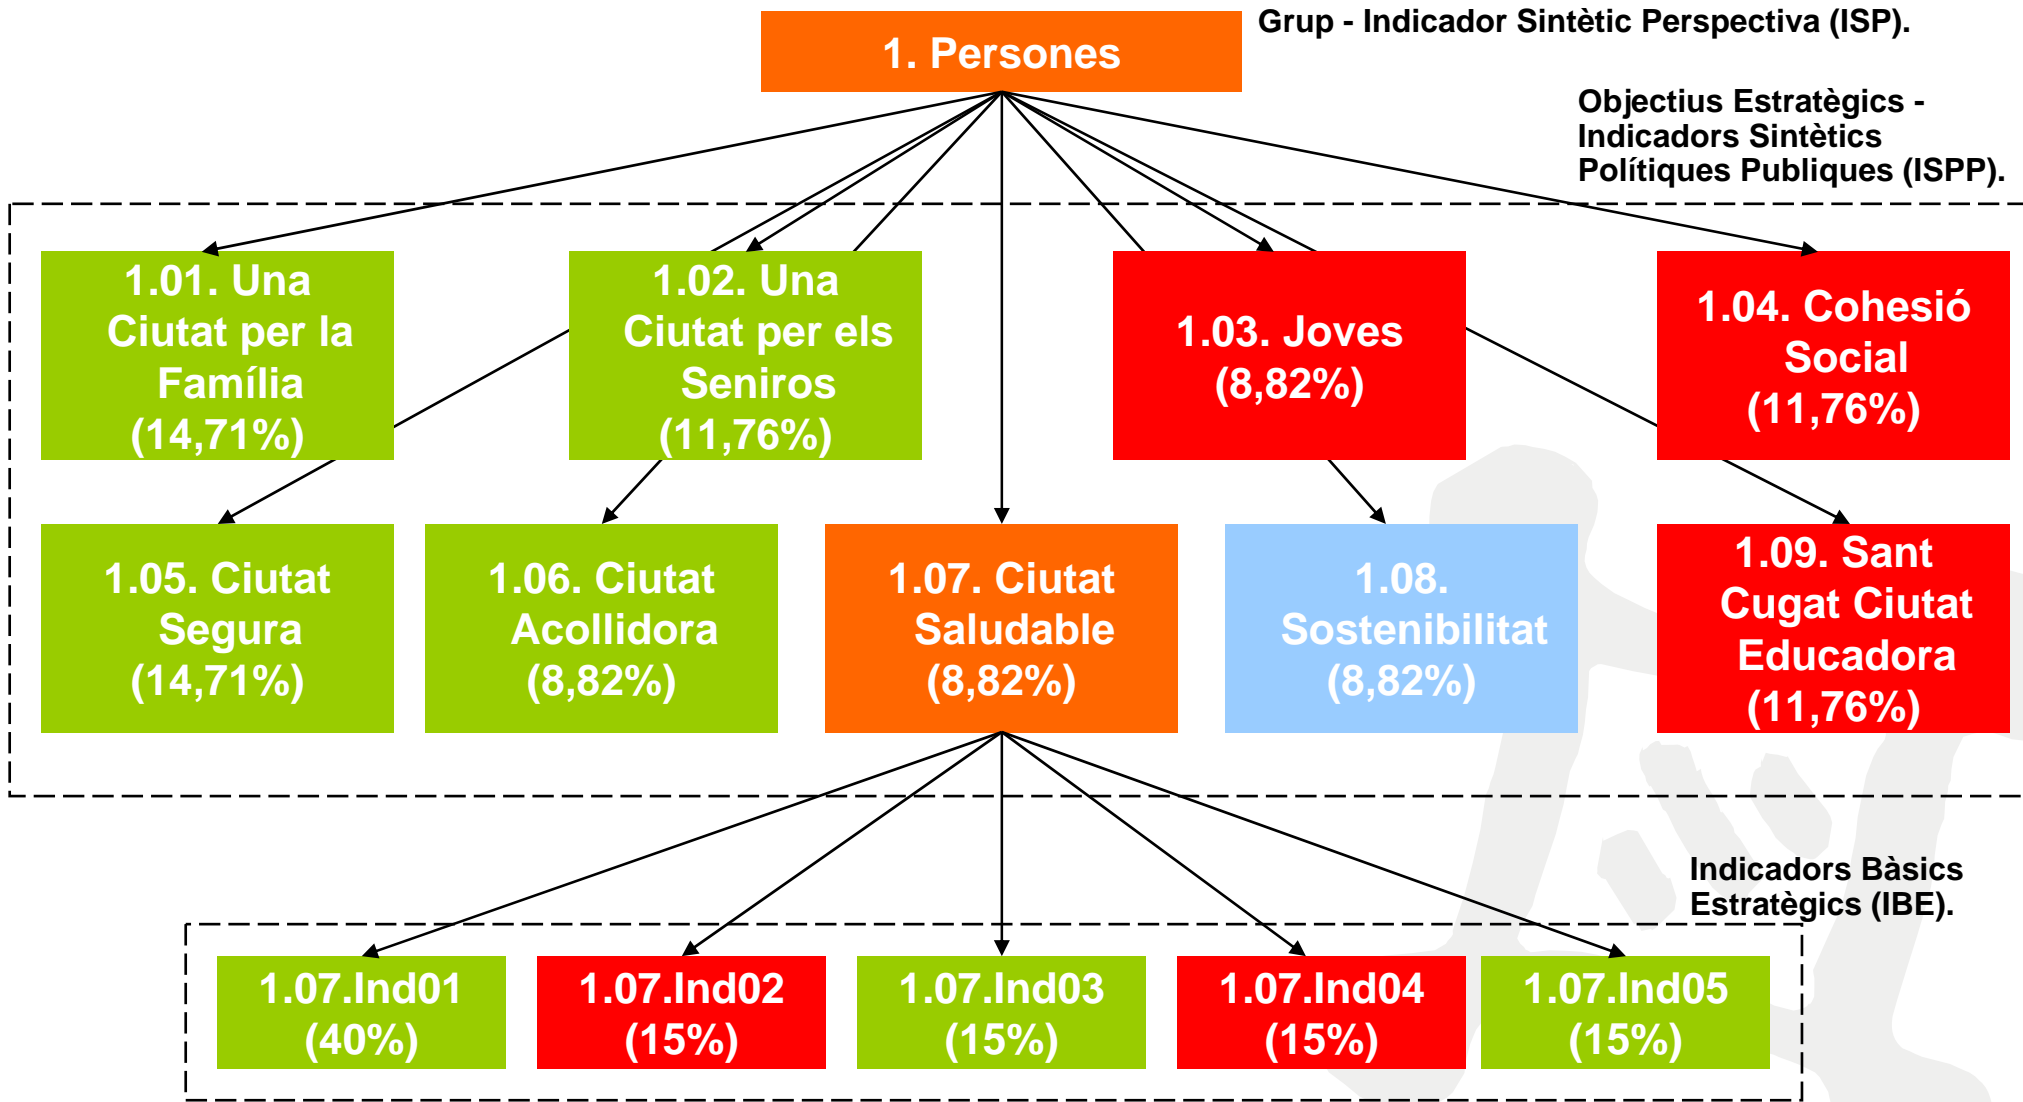 Grup - Indicador Sintètic Perspectiva (ISP).
1. Persones
Objectius Estratègics -
Indicadors Sintètics
Polítiques Publiques (ISPP).
1.01. Una
Ciutat per la
Família
(14,71%)
1.02. Una
Ciutat per els
Seniros
(11,76%)
1.03. Joves
(8,82%)
1.04. Cohesió
Social
(11,76%)
1.05. Ciutat
Segura
(14,71%)
1.06. Ciutat
Acollidora
(8,82%)
1.07. Ciutat
Saludable
(8,82%)
1.08.
Sostenibilitat
(8,82%)
1.09. Sant
Cugat Ciutat
Educadora
(11,76%)
Indicadors Bàsics
Estratègics (IBE).
1.07.Ind01
(40%)
1.07.Ind02
(15%)
1.07.Ind03
(15%)
1.07.Ind04
(15%)
1.07.Ind05
(15%)